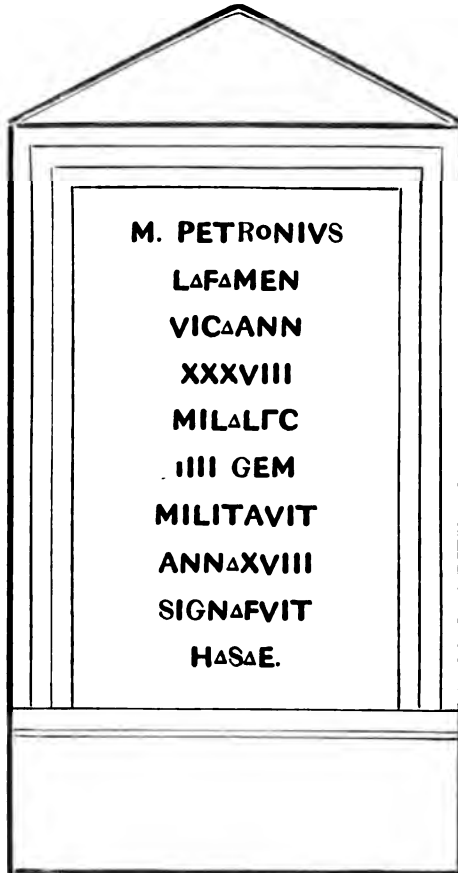 M. PETRONIVS
L▵F▵MEN
VIC▵ANN
XXXVIII
MIL▵LΓC
IIII GEM
MILITAVIT
ANN▵XVIII
SIGN▵FVIT
H▵S▵E.